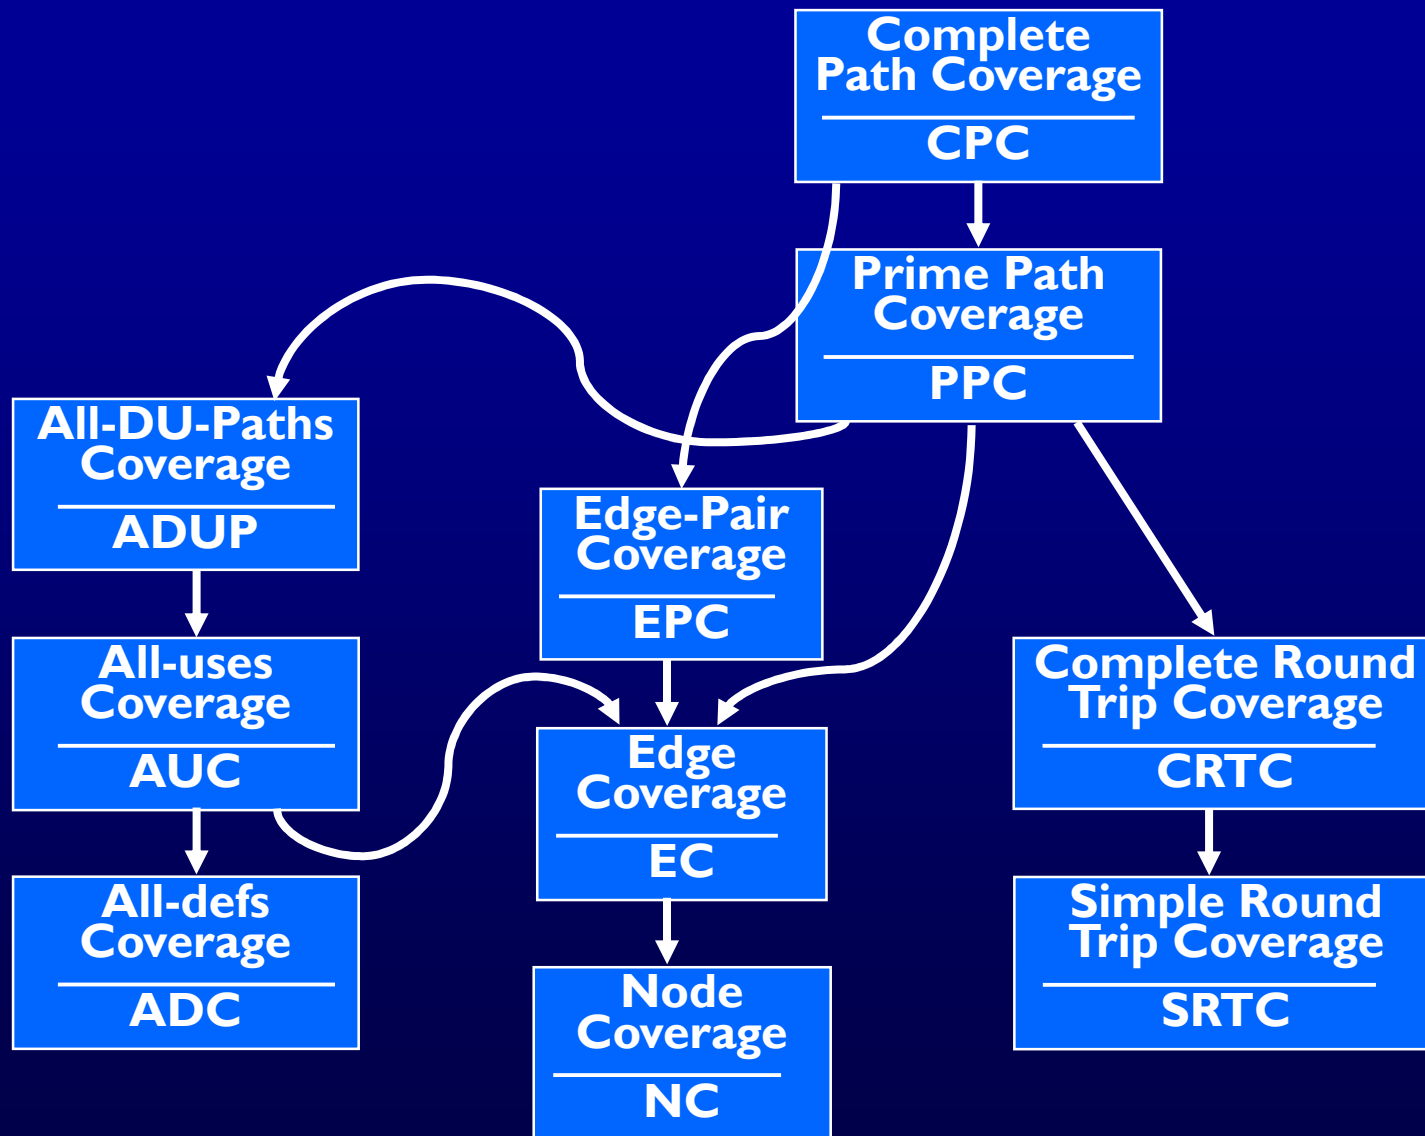 Complete
Path Coverage
CPC
Prime Path
Coverage
PPC
All-DU-Paths
Coverage
ADUP
Edge-Pair
Coverage
EPC
All-uses
Coverage
AUC
Complete Round
Trip Coverage
CRTC
Edge
Coverage
EC
All-defs
Coverage
ADC
Simple Round
Trip Coverage
SRTC
Node
Coverage
NC